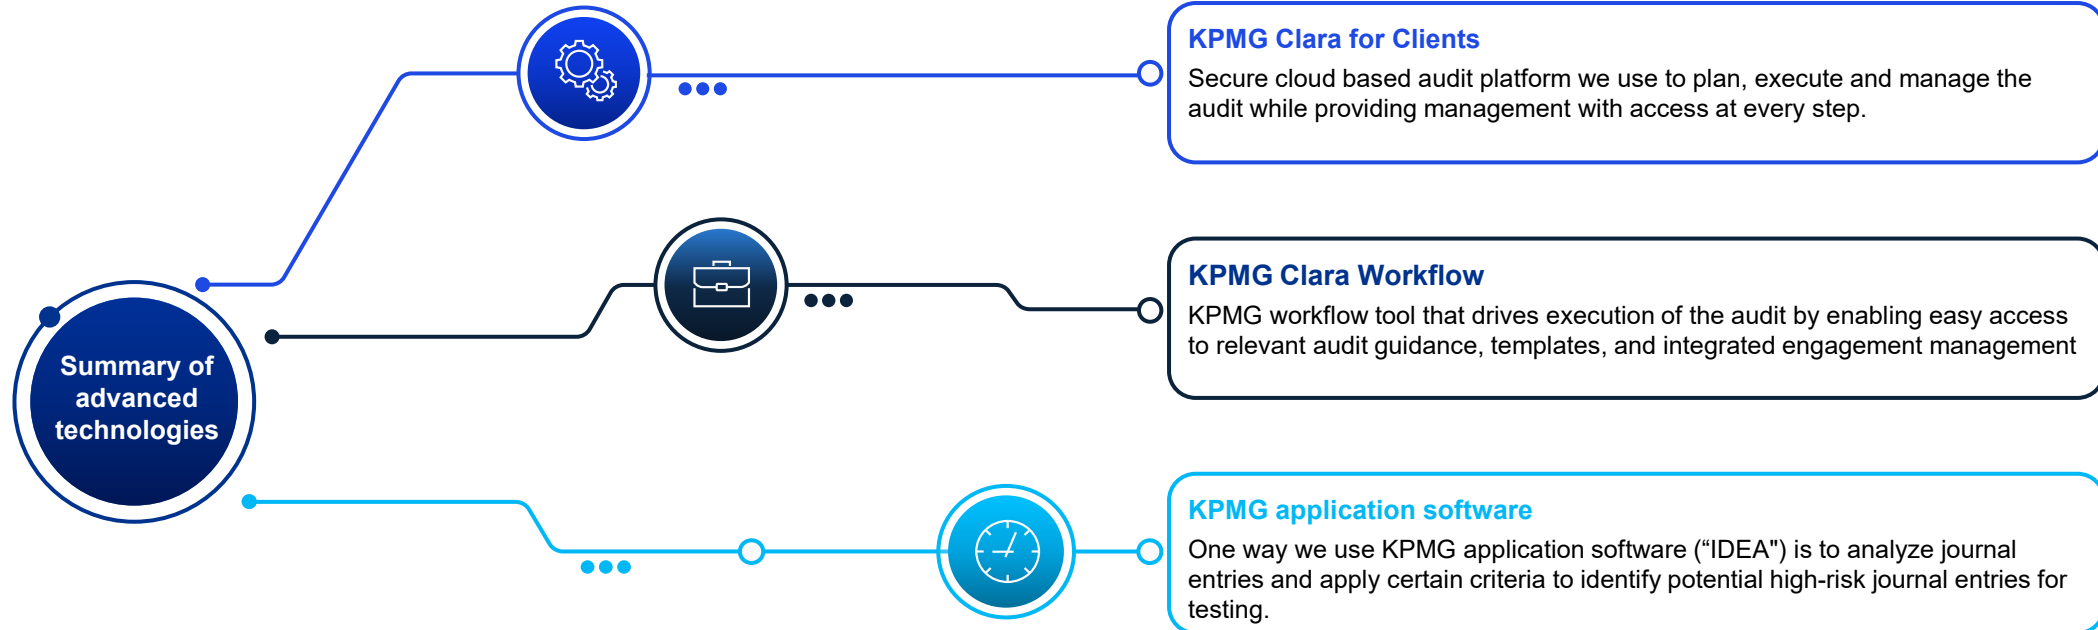 KPMG Clara for Clients
Secure cloud based audit platform we use to plan, execute and manage the
audit while providing management with access at every step.
KPMG Clara Workflow
KPMG workflow tool that drives execution of the audit by enabling easy access
to relevant audit guidance, templates, and integrated engagement management
Summary of
advanced
technologies
KPMG application software
One way we use KPMG application software (“IDEA") is to analyze journal
entries and apply certain criteria to identify potential high-risk journal entries for
testing.